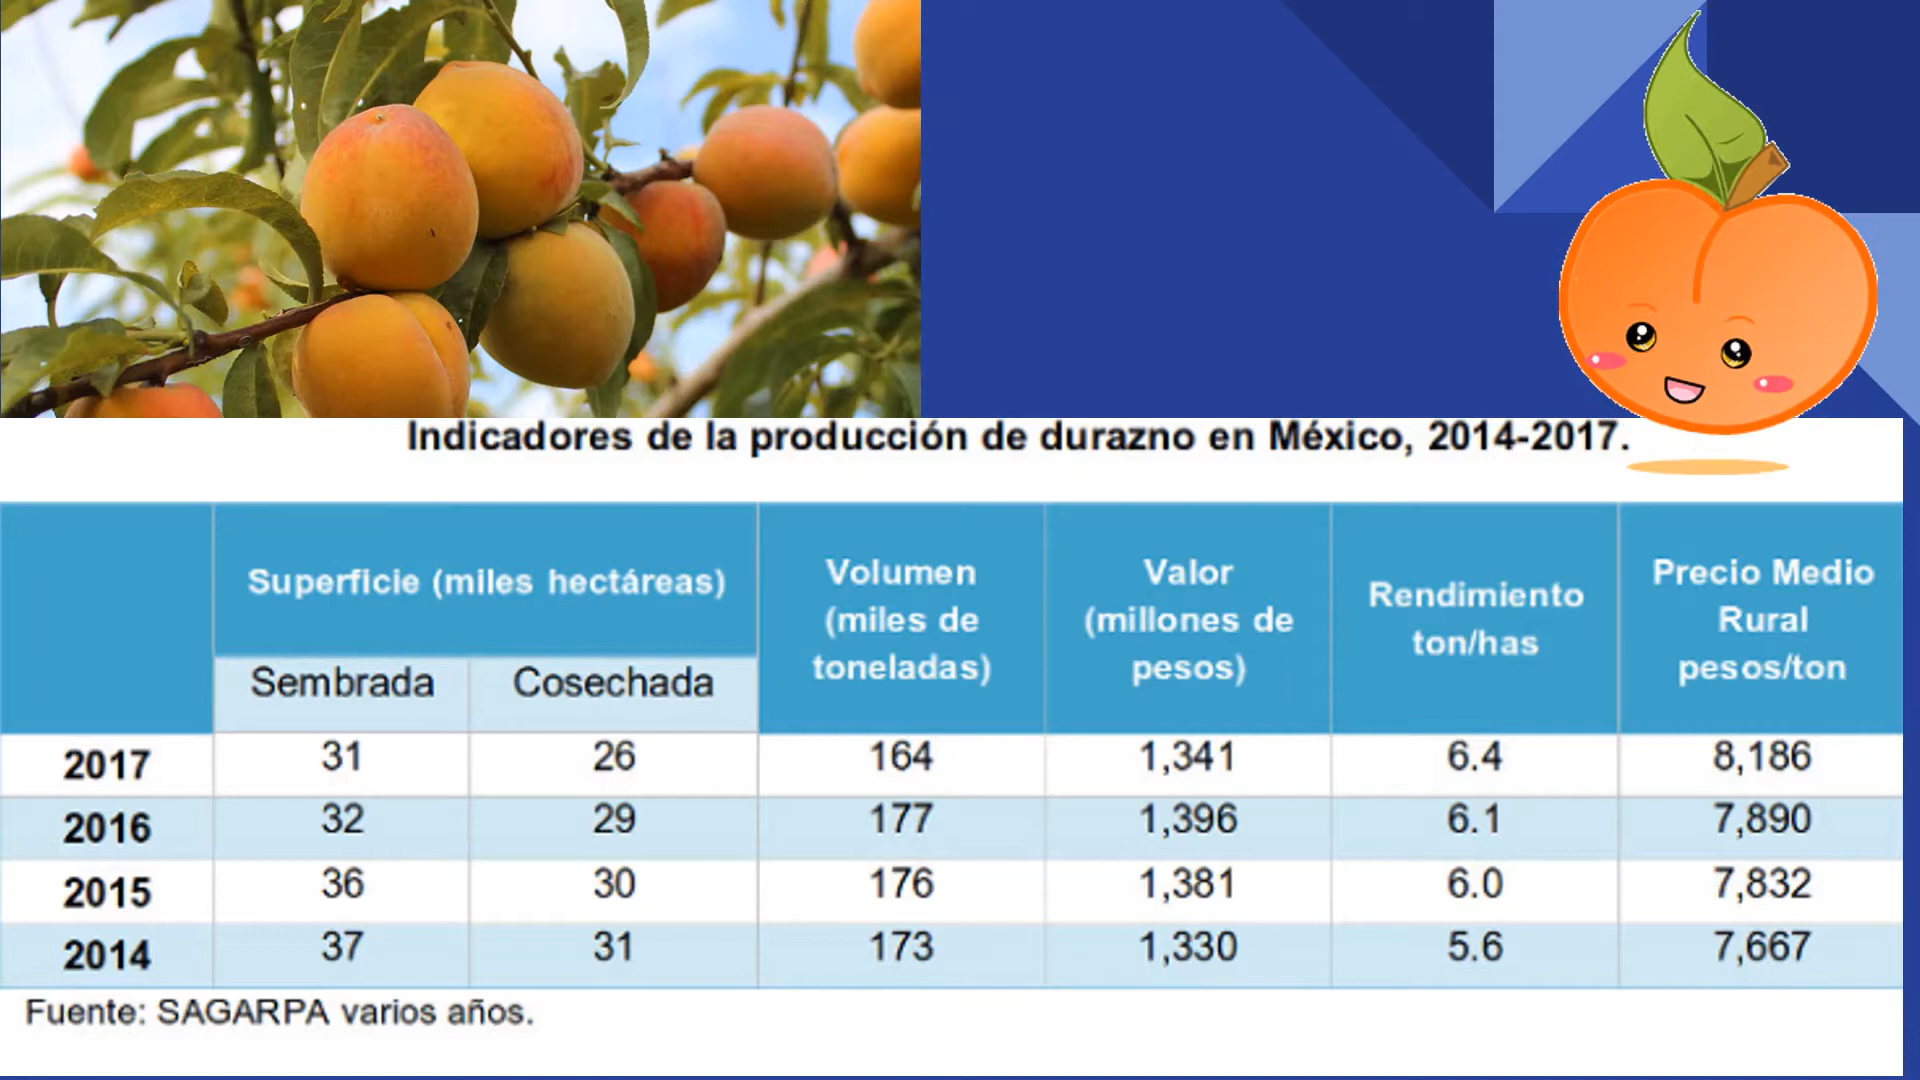 Indicadores de la producción de durazno en México, 2014-2017.
Superficie (miles hectáreas)
Volumen
(miles de
toneladas)
Valor
(millones de
pesos)
Rendimiento
ton/has
Precio Medio
Rural
pesos/ton
Sembrada Cosechada
2017 31 26 164 1,341 6.4 8,186
2016 32 29 177 1,396 6.1 7,890
2015 36 30 176 1,381 6.0 7,832
2014 37 31 173 1,330 5.6 7,667
Fuente: SAGARPA varios años.